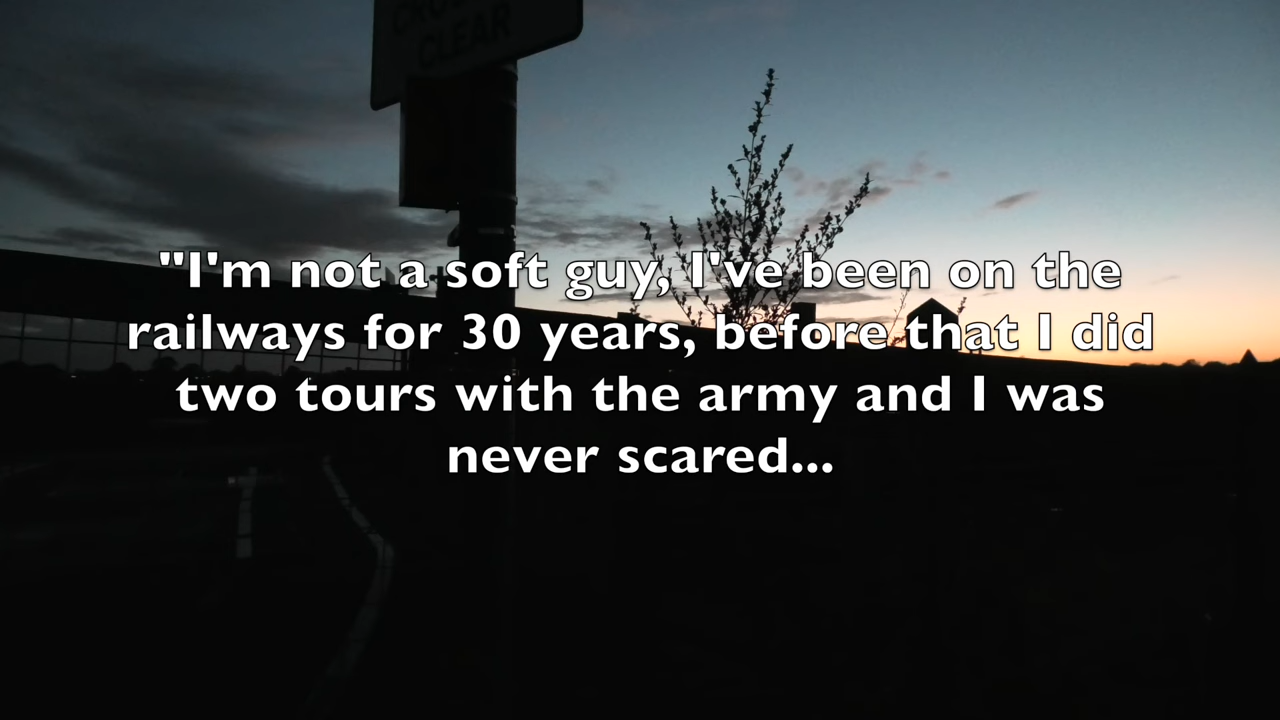 CLEAR
"I'm not a soft guy, I've been on the
railways for 30 years, before that I did
two tours with the army and I was
never scared...